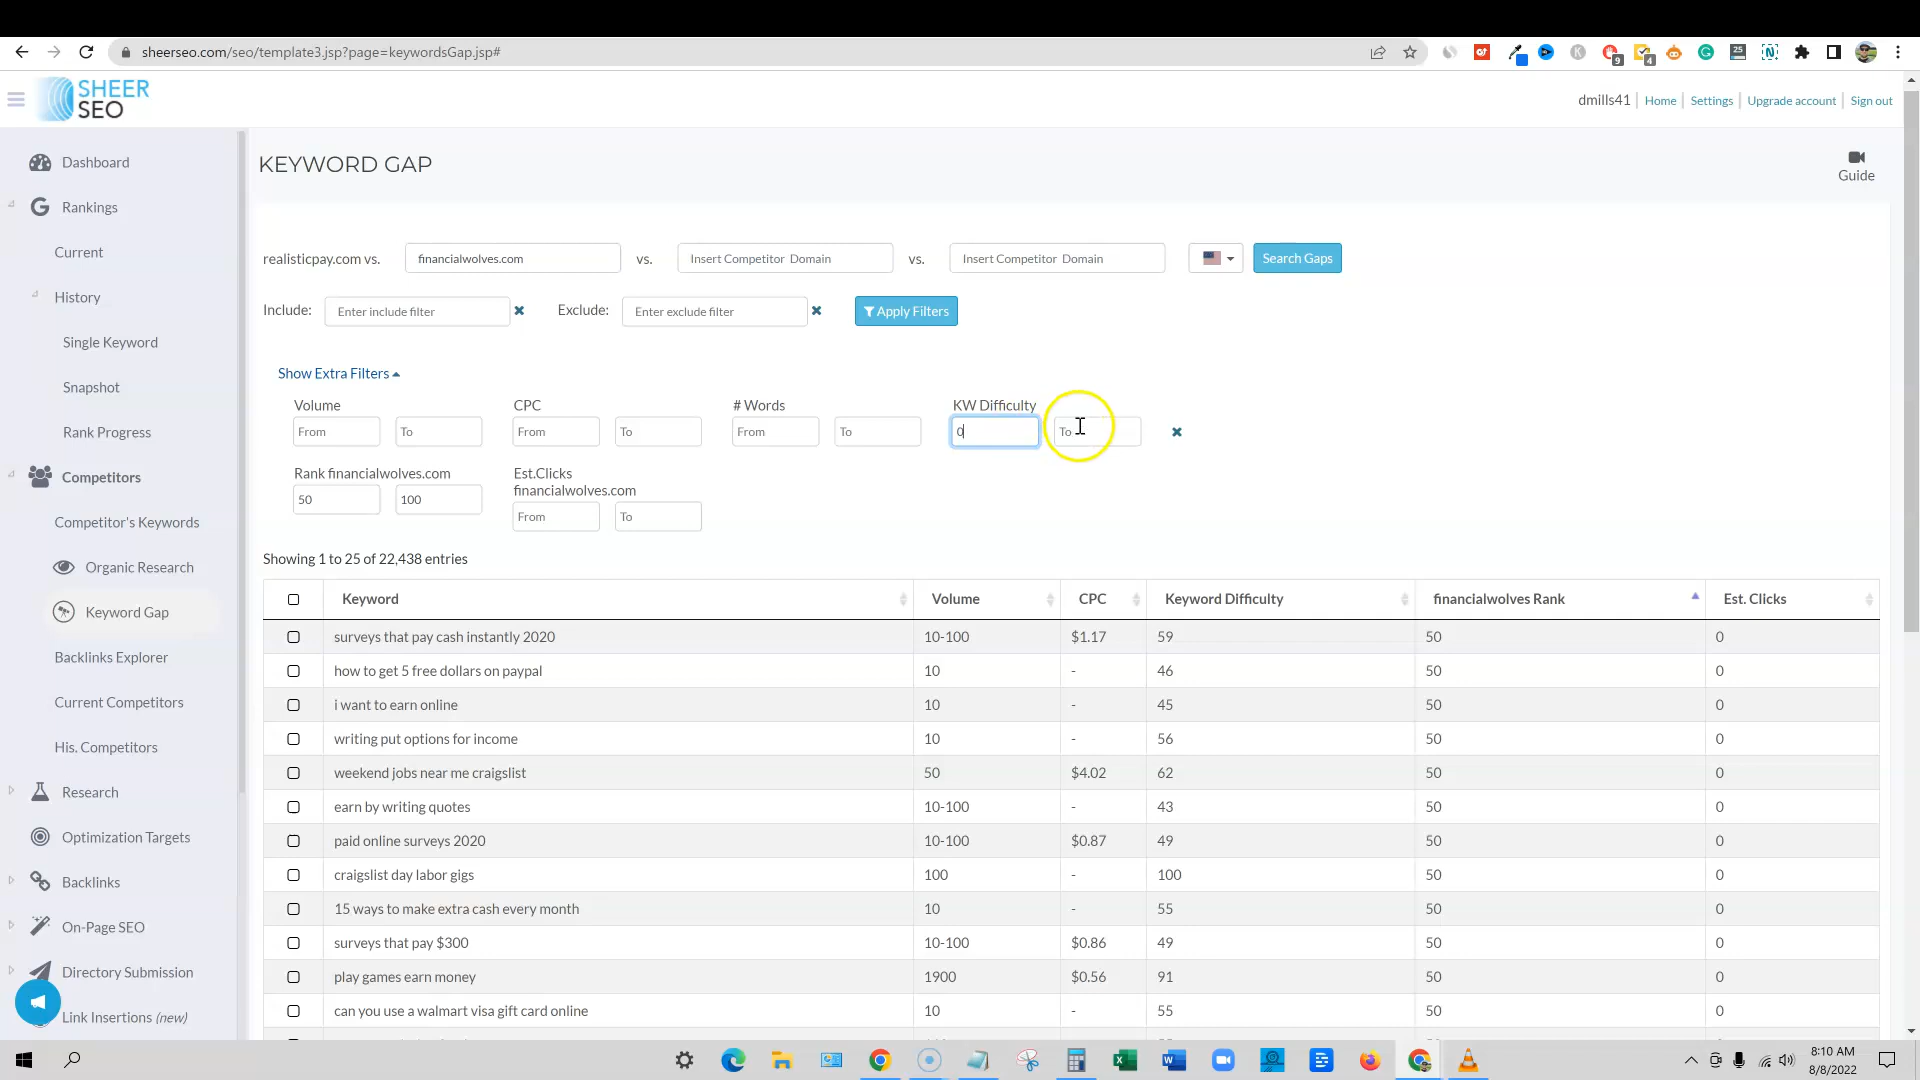 sheerseo.com/seo/template3.jsp?page=keywordsGap.jsp#
SHEER
SEO
dmills41 | Home | Settings | Upgrade account | Sign out
Dashboard
Rankings
Current
History
Single Keyword
Snapshot
Rank Progress
Competitors
Competitor's Keywords
Organic Research
Keyword Gap
Backlinks Explorer
Current Competitors
His. Competitors
Research
Optimization Targets
Backlinks
On-Page SEO
Directory Submission
Link Insertions (new)
KEYWORD GAP
Guide
realisticpay.com vs. financialwolves.com vs. Insert Competitor Domain vs. Insert Competitor Domain Search Gaps
Include: Enter include filter Exclude: Enter exclude filter Apply Filters
Show Extra Filters
Volume CPC # Words KW Difficulty
From To From To From To 0 To
Rank financialwolves.com Est.Clicks
financialwolves.com
50 100
From To
Showing 1 to 25 of 22,438 entries
Keyword Volume CPC Keyword Difficulty financialwolves Rank Est. Clicks
surveys that pay cash instantly 2020 10-100 $1.17 59 50 0
how to get 5 free dollars on paypal 10 - 46 50 0
i want to earn online 10 - 45 50 0
writing put options for income 10 - 56 50 0
weekend jobs near me craigslist 50 $4.02 62 50 0
earn by writing quotes 10-100 - 43 50 0
paid online surveys 2020 10-100 $0.87 49 50 0
craigslist day labor gigs 100 - 100 50 0
15 ways to make extra cash every month 10 - 55 50 0
surveys that pay $300 10-100 $0.86 49 50 0
play games earn money 1900 $0.56 91 50 0
can you use a walmart visa gift card online 10 - 55 50 0
8:10 AM
8/8/2022